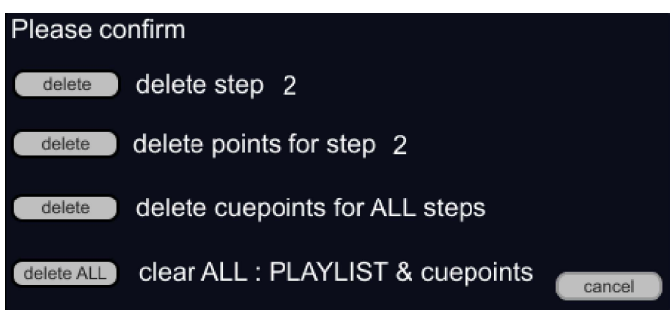 Please confirm
delete delete step 2
delete delete points for step 2
delete delete cuepoints for ALL steps
delete ALL clear ALL : PLAYLIST & cuepoints
cancel